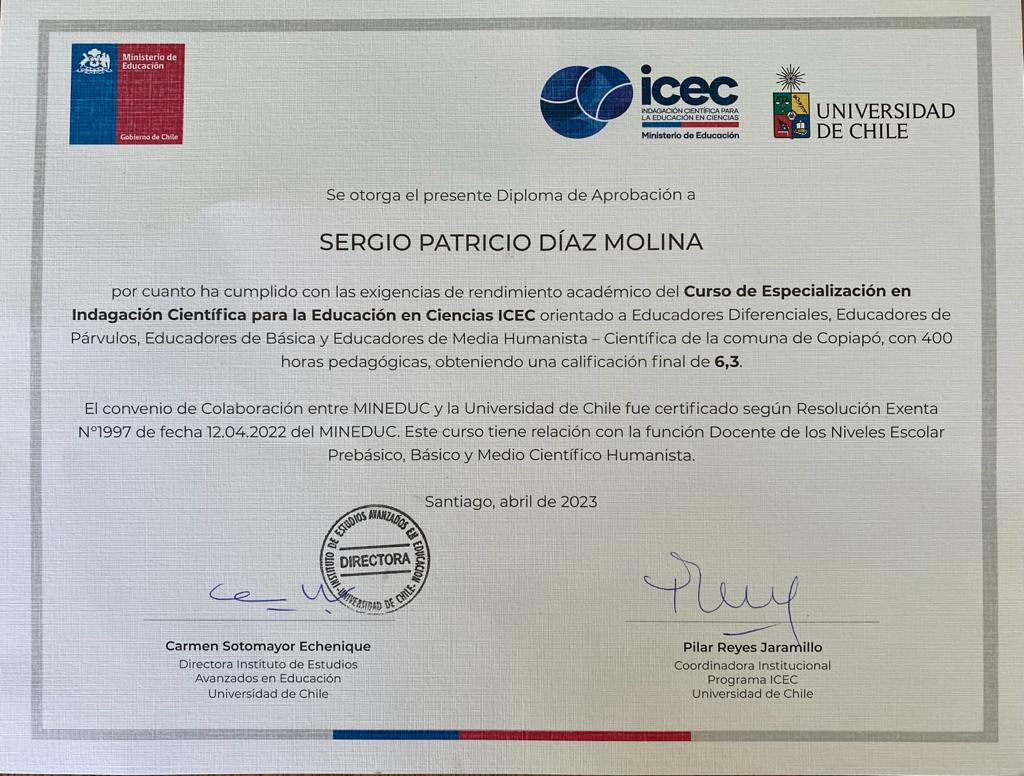 Ministerio de
Educación
Gobierno de Chile
icec
INDAGACIÓN CIENTÍFICA PARA
LA EDUCACIÓN EN CIENCIAS
Ministerio de Educación
UNIVERSIDAD
DE CHILE
Se otorga el presente Diploma de Aprobación a
SERGIO PATRICIO DÍAZ MOLINA
por cuanto ha cumplido con las exigencias de rendimiento académico del Curso de Especialización en
Indagación Científica para la Educación en Ciencias ICEC orientado a Educadores Diferenciales, Educadores de
Párvulos, Educadores de Básica y Educadores de Media Humanista – Científica de la comuna de Copiapó, con 400
horas pedagógicas, obteniendo una calificación final de 6,3.
El convenio de Colaboración entre MINEDUC y la Universidad de Chile fue certificado según Resolución Exenta
N°1997 de fecha 12.04.2022 del MINEDUC. Este curso tiene relación con la función Docente de los Niveles Escolar
Prebásico, Básico y Medio Científico Humanista.
Santiago, abril de 2023
INSTITUTO DE ESTUDIOS AVANZADOS EN EDUCACION
DIRECTORA
-UNIVERSIDAD DE CHILE-
Carmen Sotomayor Echenique
Directora Instituto de Estudios
Avanzados en Educación
Universidad de Chile
Pilar Reyes Jaramillo
Coordinadora Institucional
Programa ICEC
Universidad de Chile